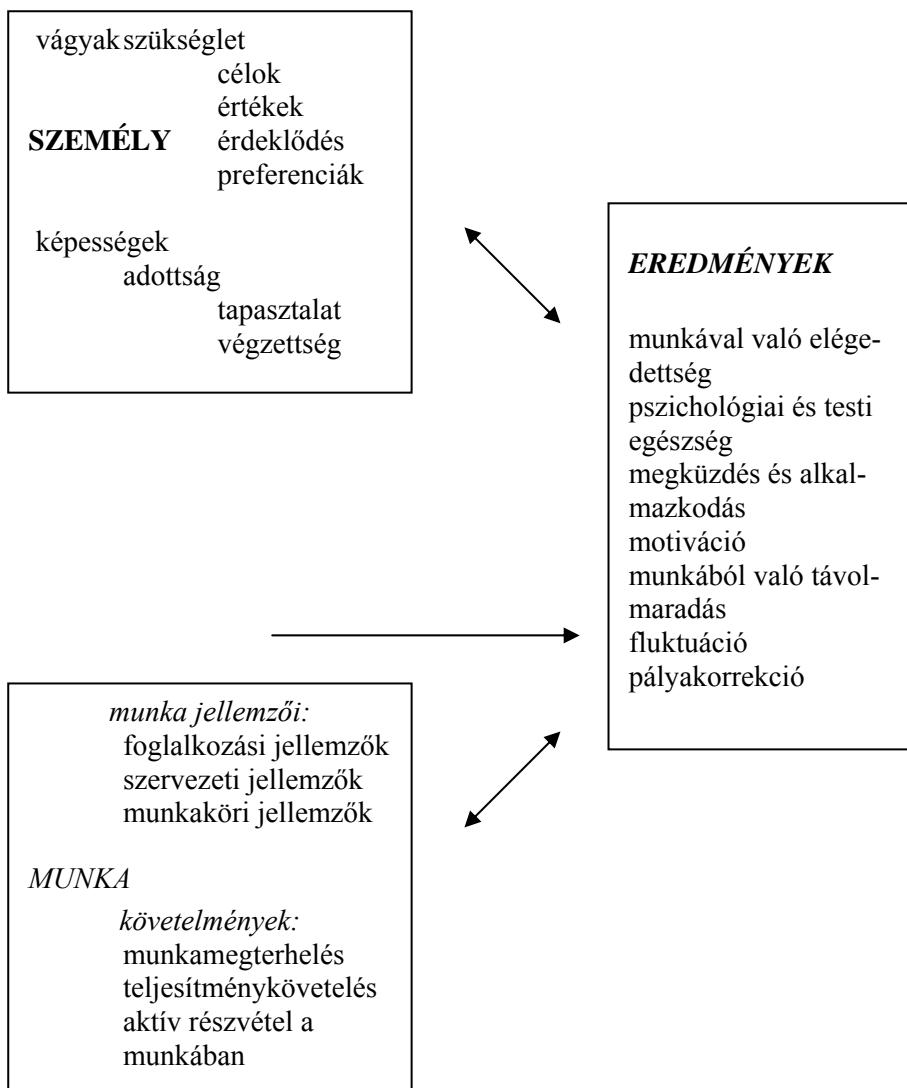 vágyak szükséglet
célok
értékek
SZEMÉLY érdeklődés
preferenciák
képességek
adottság
tapasztalat
végzettség
EREDMÉNYEK
munkával való elége-
dettség
pszichológiai és testi
egészség
megküzdés és alkal-
mazkodás
motiváció
munkából való távol-
maradás
fluktuáció
pályakorrekció
munka jellemzői:
foglalkozási jellemzők
szervezeti jellemzők
munkaköri jellemzők
MUNKA
követelmények:
munkamegterhelés
teljesítménykövetelés
aktív részvétel a
munkában